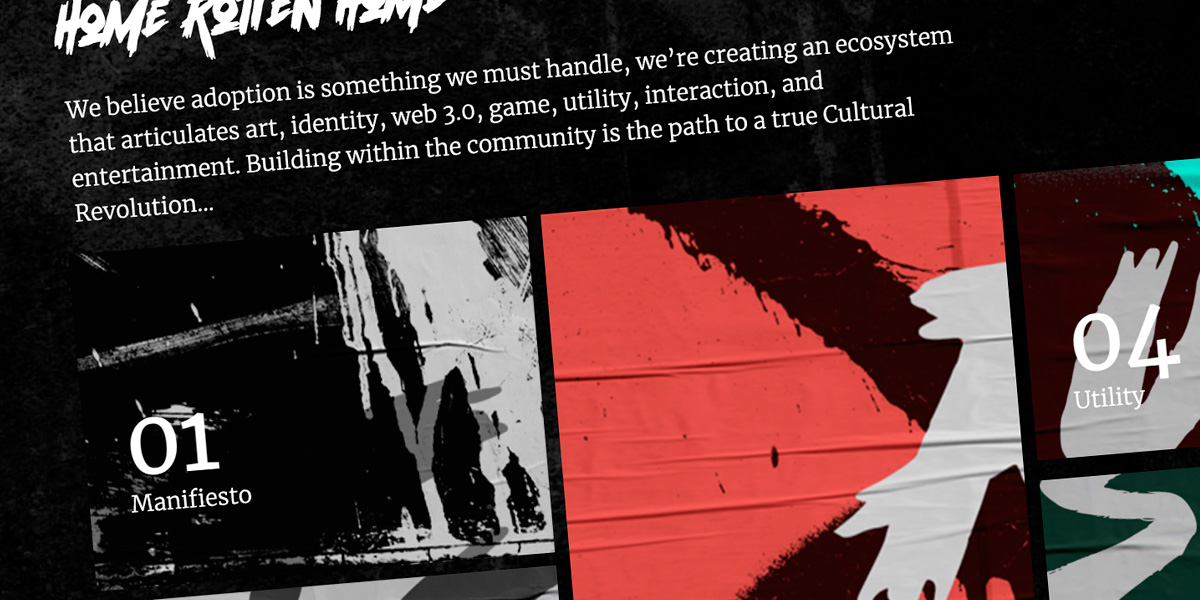 HOME ROTTEN HOME
We believe adoption is something we must handle, we’re creating an ecosystem
that articulates art, identity, web 3.0, game, utility, interaction, and
entertainment. Building within the community is the path to a true Cultural
Revolution...
01
Manifiesto
04
Utility